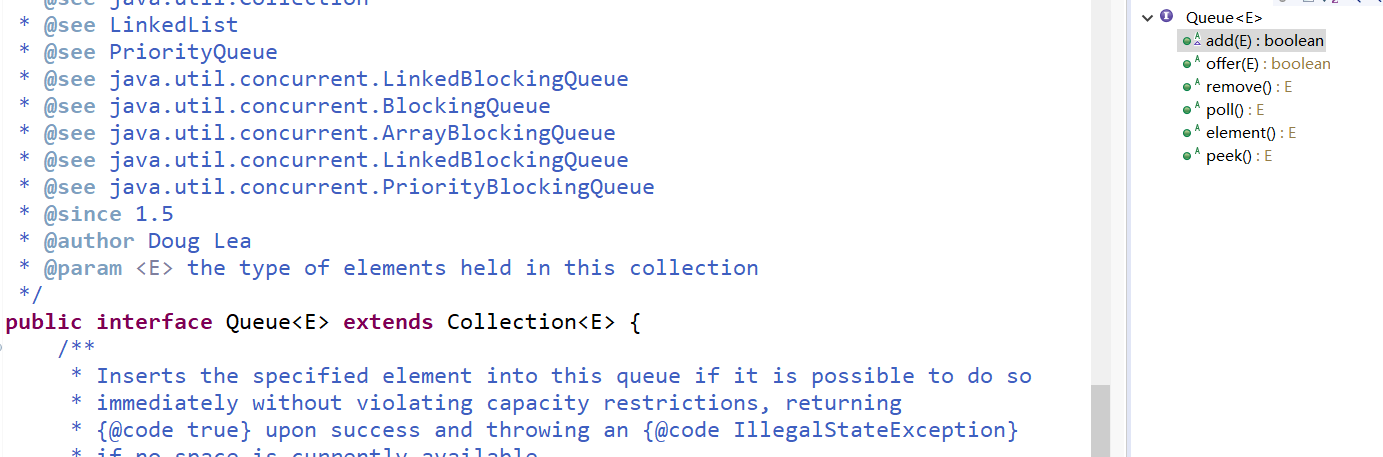 * @see java.util.Collection
* @see LinkedList
* @see PriorityQueue
* @see java.util.concurrent.LinkedBlockingQueue
* @see java.util.concurrent.BlockingQueue
* @see java.util.concurrent.ArrayBlockingQueue
* @see java.util.concurrent.LinkedBlockingQueue
* @see java.util.concurrent.PriorityBlockingQueue
* @since 1.5
* @author Doug Lea
* @param <E> the type of elements held in this collection
*/
public interface Queue<E> extends Collection<E> {
/**
* Inserts the specified element into this queue if it is possible to do so
* immediately without violating capacity restrictions, returning
* {@code true} upon success and throwing an {@code IllegalStateException}
* if no space is currently available
Queue<E>
add(E) : boolean
offer(E) : boolean
remove() : E
poll() : E
element() : E
peek() : E